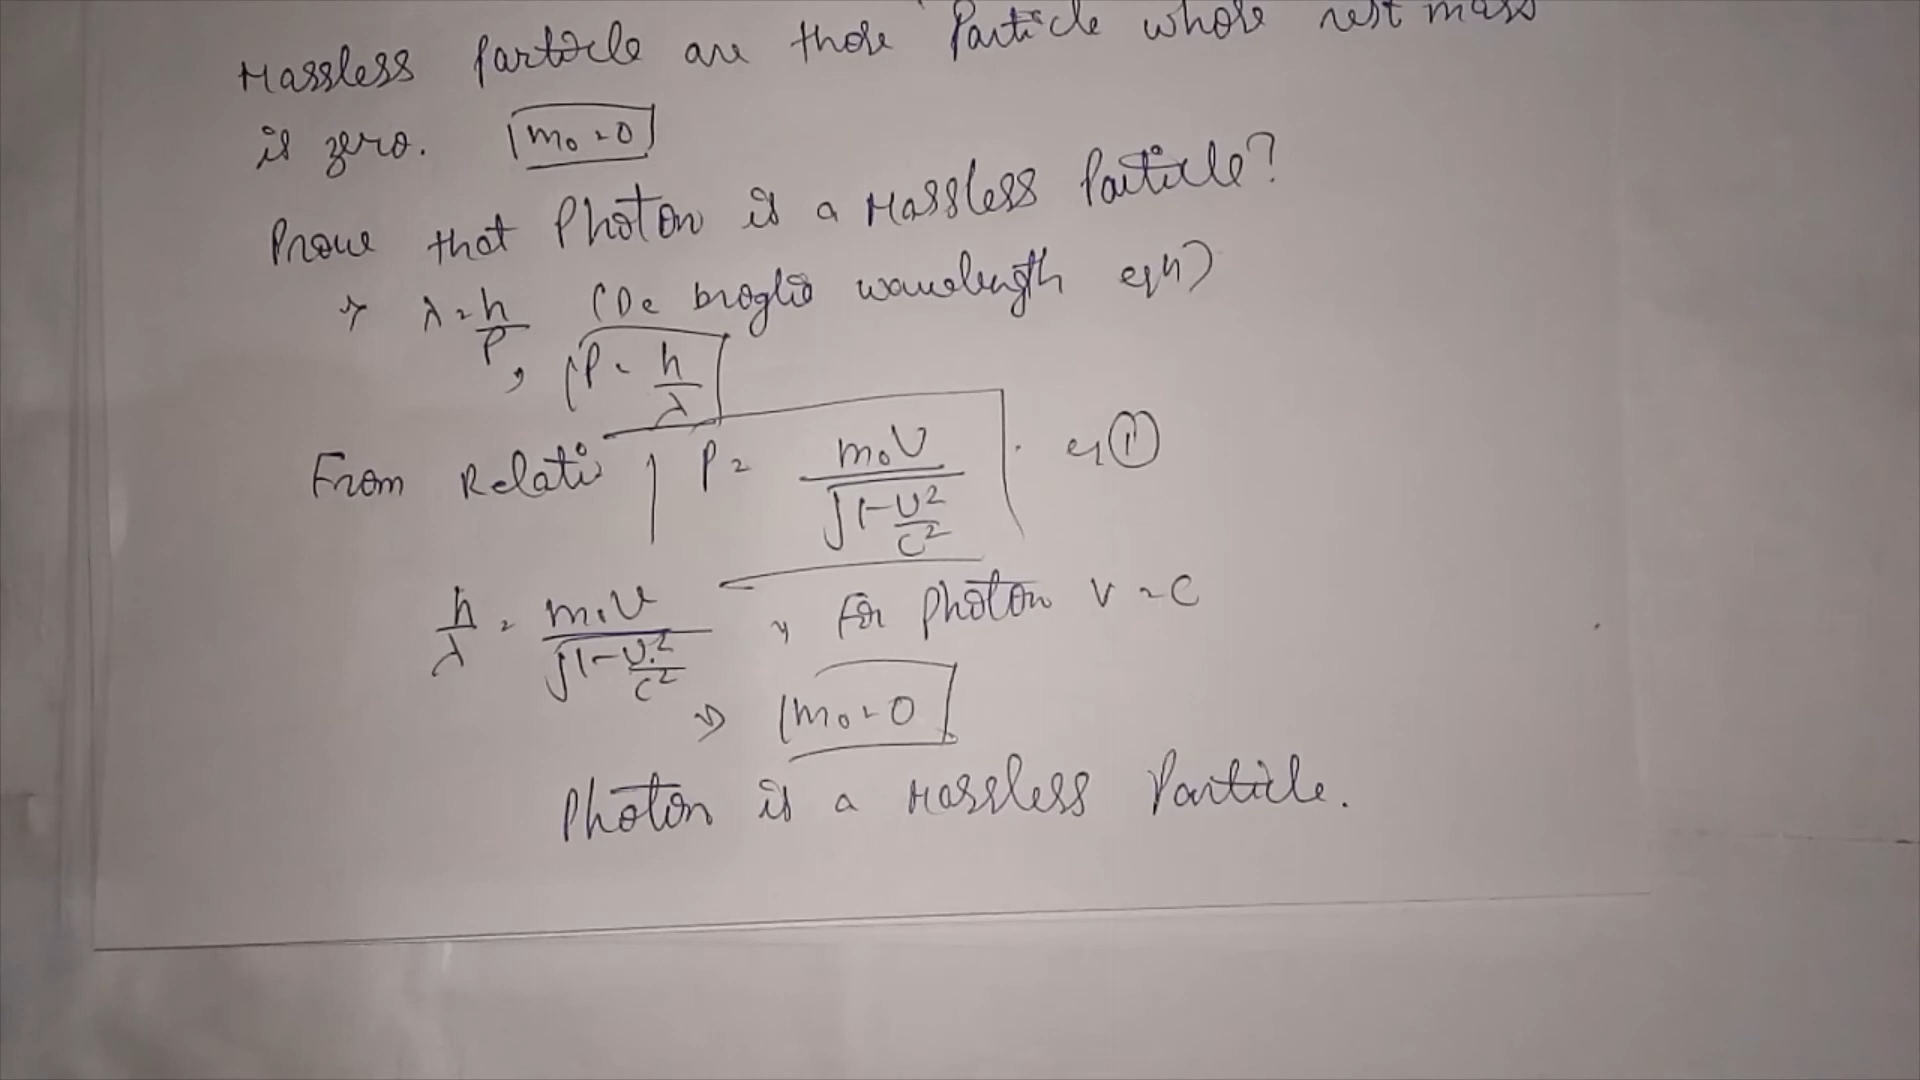 Massless Particle are those Particle whose rest mass
is zero. m₀ = 0
Prove that Photon is a Massless Particle?
λ = h/P (De broglie wavelength eqn)
P = h/λ
From Relati P = m₀V/√(1-V²/C²) eq ①
h/λ = m₀V/√(1-V²/C²) , for Photon V = C
⇒ m₀ = 0
Photon is a Massless Particle.